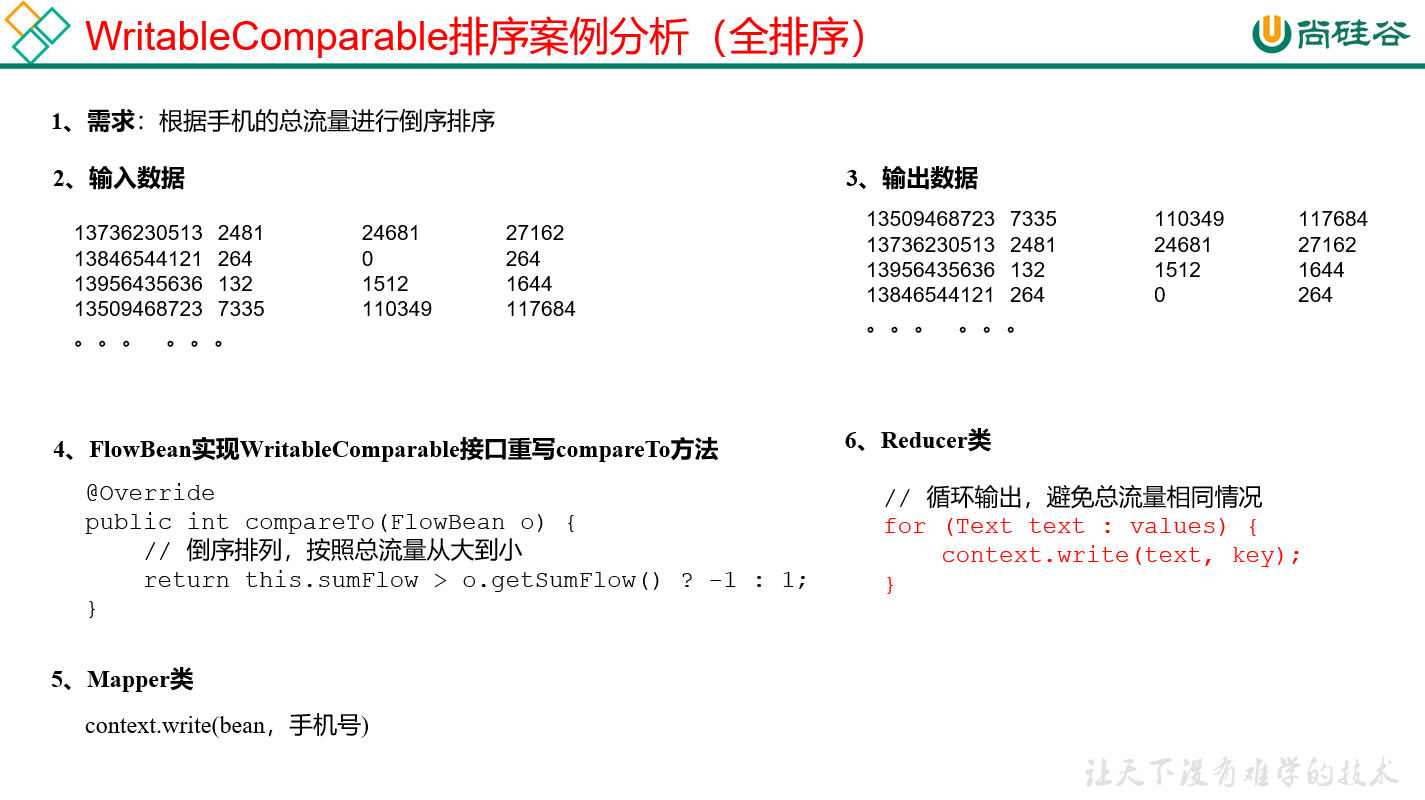 WritableComparable排序案例分析（全排序）
尚硅谷
1、需求：根据手机的总流量进行倒序排序
2、输入数据
13736230513 2481 24681 27162
13846544121 264 0 264
13956435636 132 1512 1644
13509468723 7335 110349 117684
。。。 。。。
3、输出数据
13509468723 7335 110349 117684
13736230513 2481 24681 27162
13956435636 132 1512 1644
13846544121 264 0 264
。。。 。。。
4、FlowBean实现WritableComparable接口重写compareTo方法
@Override
public int compareTo(FlowBean o) {
// 倒序排列，按照总流量从大到小
return this.sumFlow > o.getSumFlow() ? -1 : 1;
}
5、Mapper类
context.write(bean，手机号)
6、Reducer类
// 循环输出，避免总流量相同情况
for (Text text : values) {
context.write(text, key);
}
让天下没有难学的技术